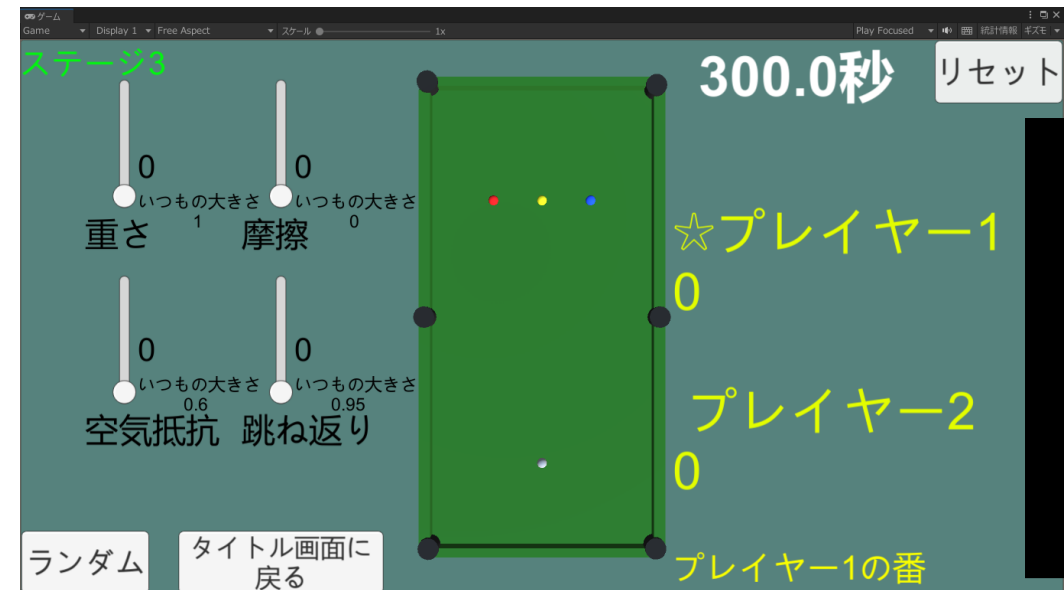 ゲーム
Game Display 1 Free Aspect スケール 1x Play Focused 統計情報 ギズモ
ステージ3
300.0秒
リセット
0
いつもの大きさ
1
重さ
0
いつもの大きさ
0
摩擦
☆プレイヤー1
0
0
いつもの大きさ
0.6
空気抵抗
0
いつもの大きさ
0.95
跳ね返り
プレイヤー2
0
ランダム
タイトル画面に
戻る
プレイヤー1の番